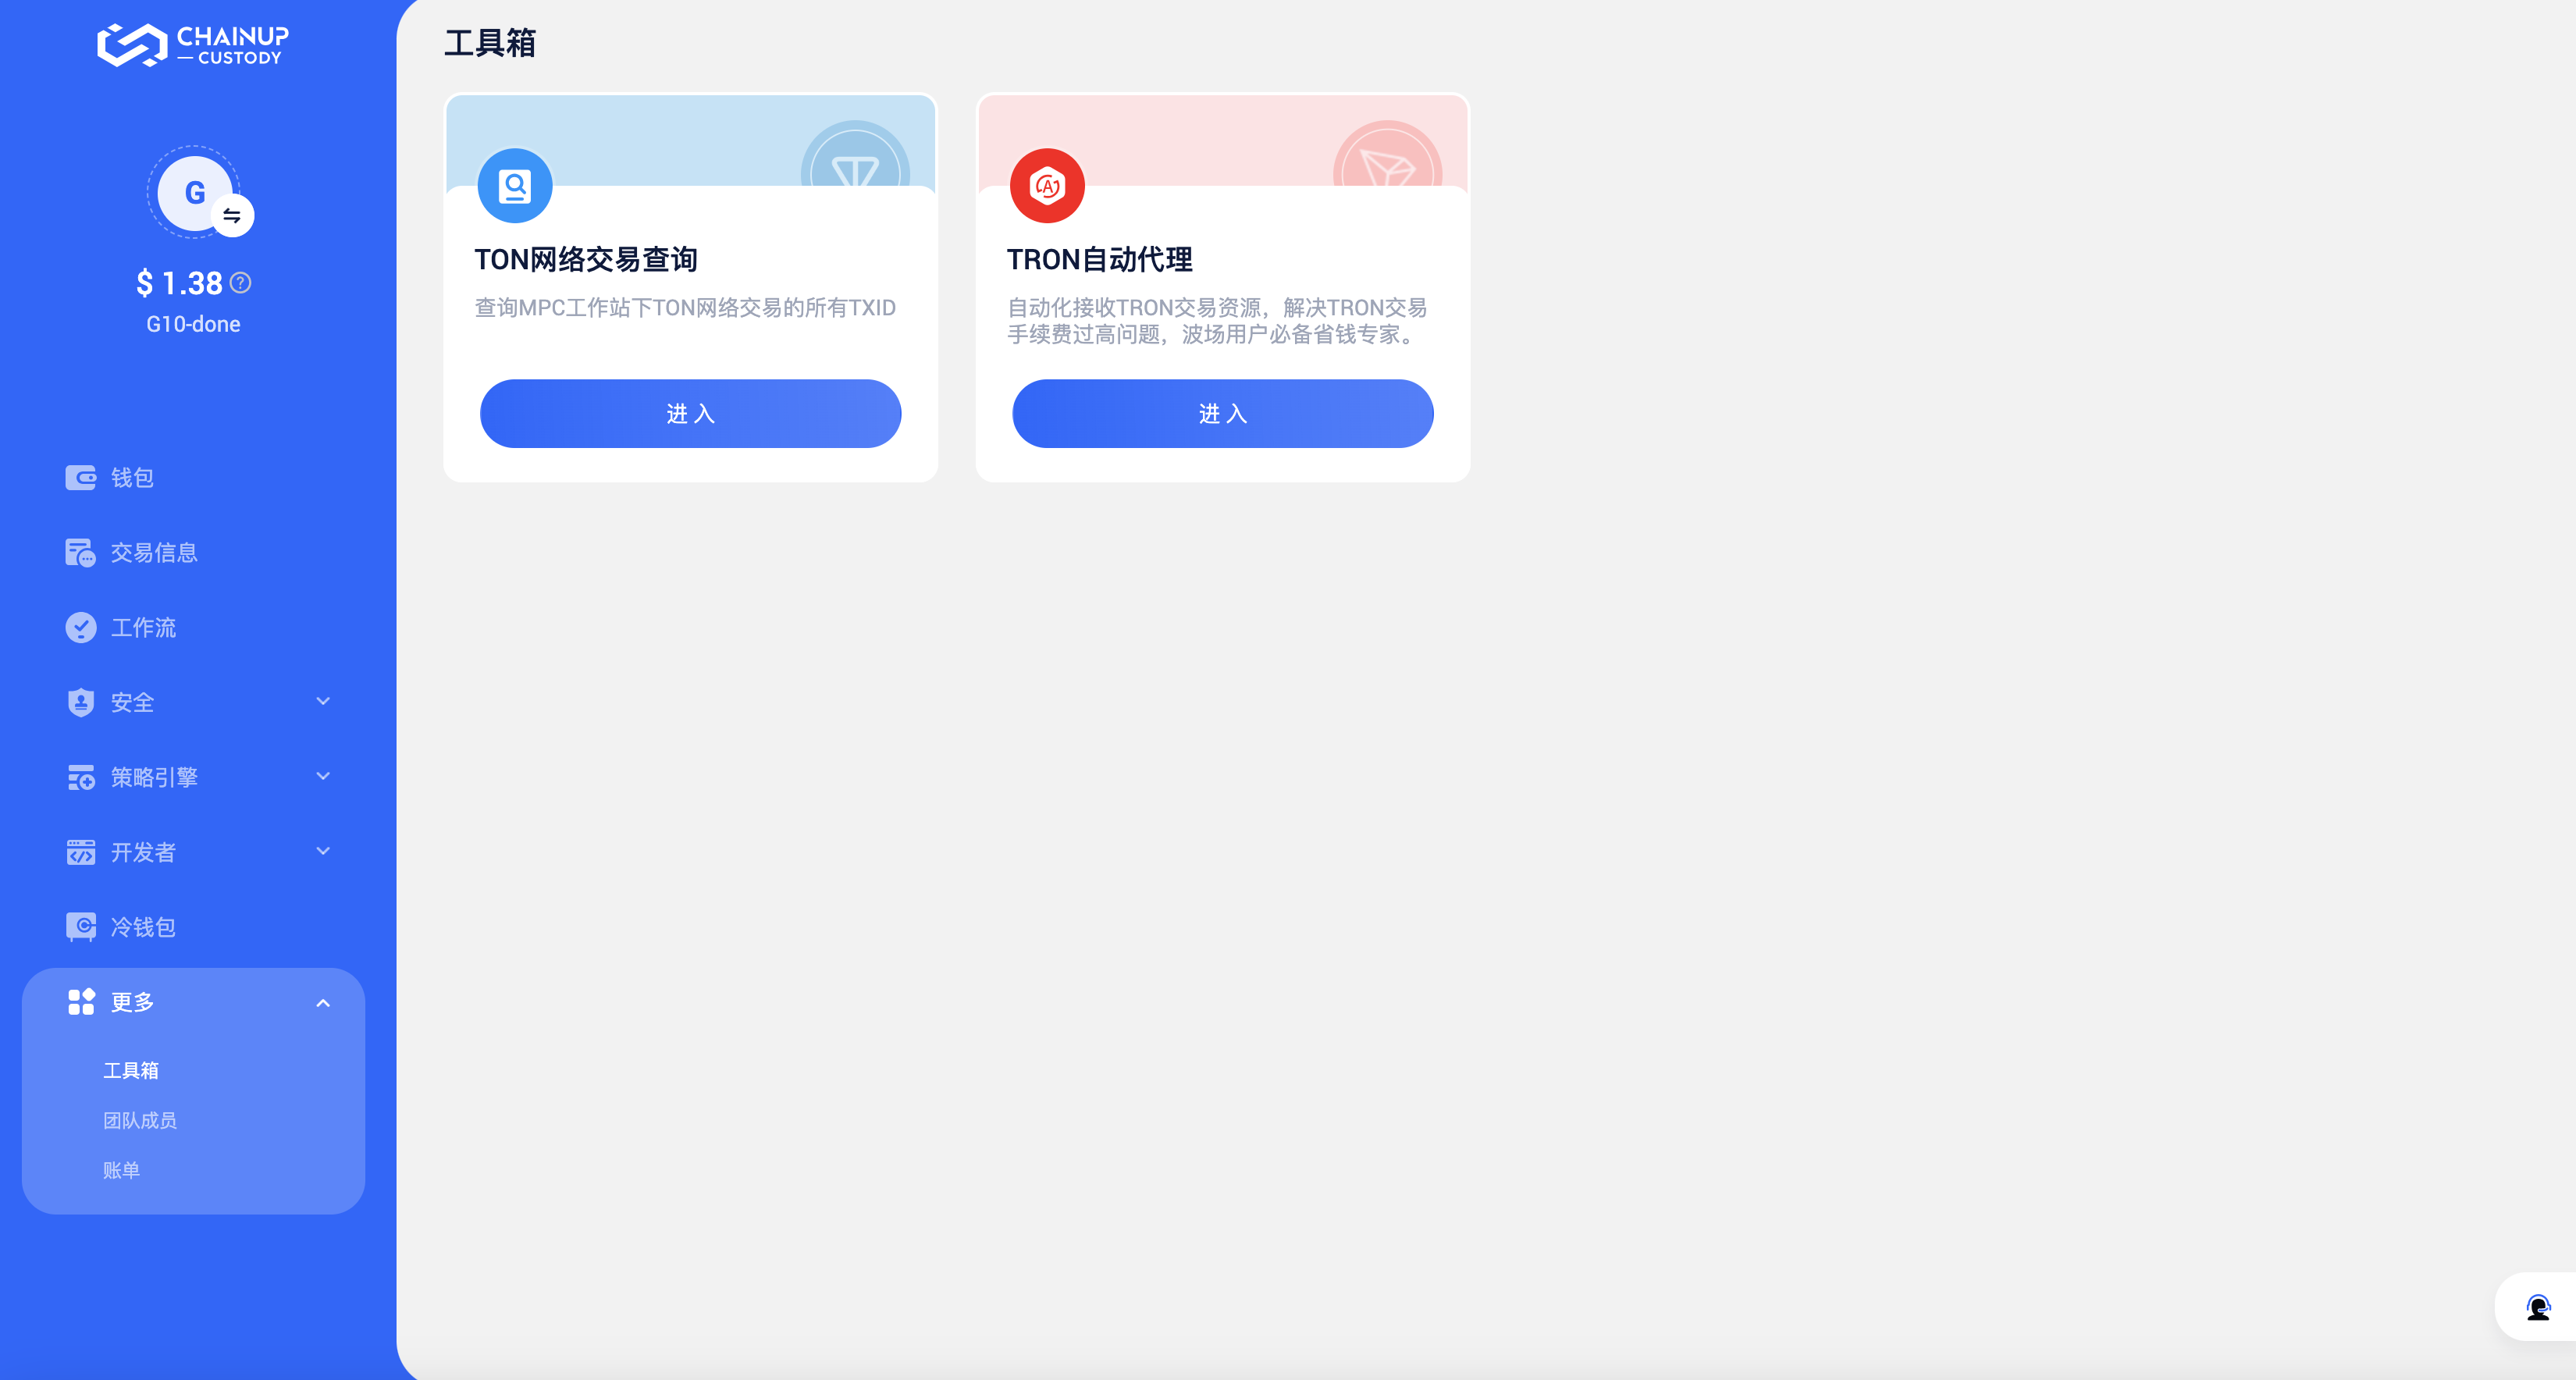 CHAINUP
CUSTODY
G
$ 1.38
G10-done
钱包
交易信息
工作流
安全
策略引擎
开发者
冷钱包
更多
工具箱
团队成员
账单
工具箱
TON网络交易查询
查询MPC工作站下TON网络交易的所有TXID
进入
TRON自动代理
自动化接收TRON交易资源，解决TRON交易
手续费过高问题，波场用户必备省钱专家。
进入